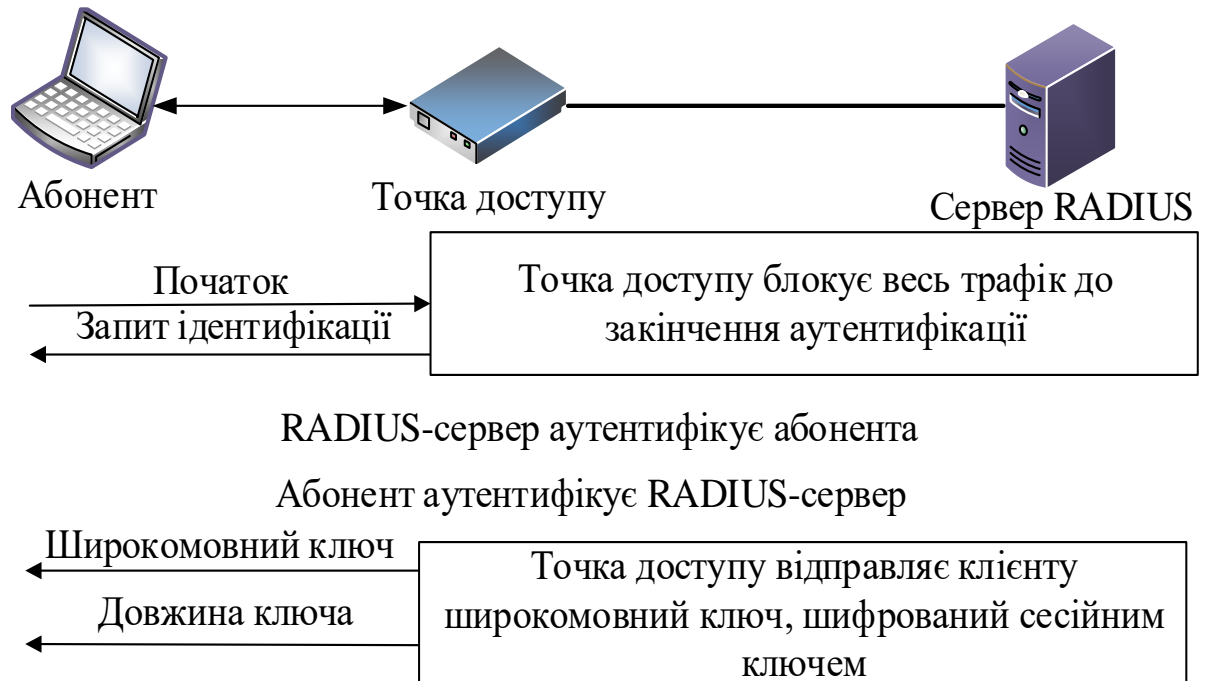 Абонент
Точка доступу
Сервер RADIUS
Початок
Запит ідентифікації
Точка доступу блокує весь трафік до
закінчення аутентифікації
RADIUS-сервер аутентифікує абонента
Абонент аутентифікує RADIUS-сервер
Широкомовний ключ
Довжина ключа
Точка доступу відправляє клієнту
широкомовний ключ, шифрований сесійним
ключем